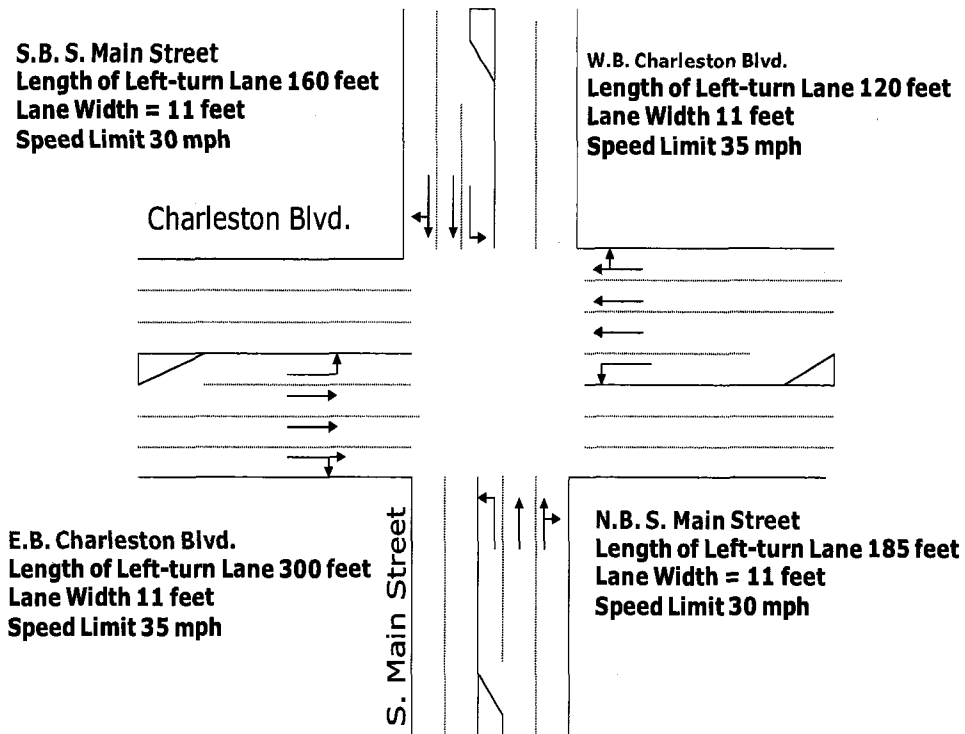 S.B. S. Main Street
Length of Left-turn Lane 160 feet
Lane Width = 11 feet
Speed Limit 30 mph
W.B. Charleston Blvd.
Length of Left-turn Lane 120 feet
Lane Width 11 feet
Speed Limit 35 mph
Charleston Blvd.
E.B. Charleston Blvd.
Length of Left-turn Lane 300 feet
Lane Width 11 feet
Speed Limit 35 mph
S. Main Street
N.B. S. Main Street
Length of Left-turn Lane 185 feet
Lane Width = 11 feet
Speed Limit 30 mph